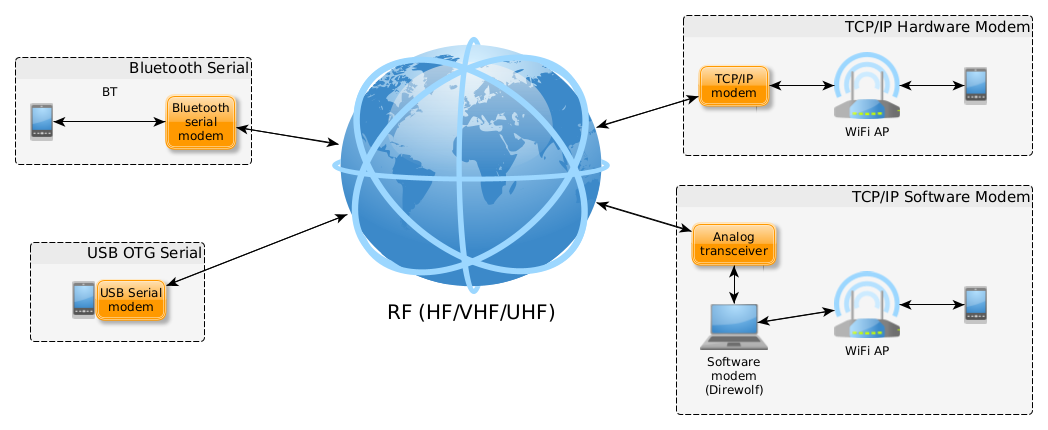 Bluetooth Serial
BT
Bluetooth
serial
modem
USB OTG Serial
USB Serial
modem
RF (HF/VHF/UHF)
TCP/IP Hardware Modem
TCP/IP
modem
WiFi AP
TCP/IP Software Modem
Analog
transceiver
Software
modem
(Direwolf)
WiFi AP